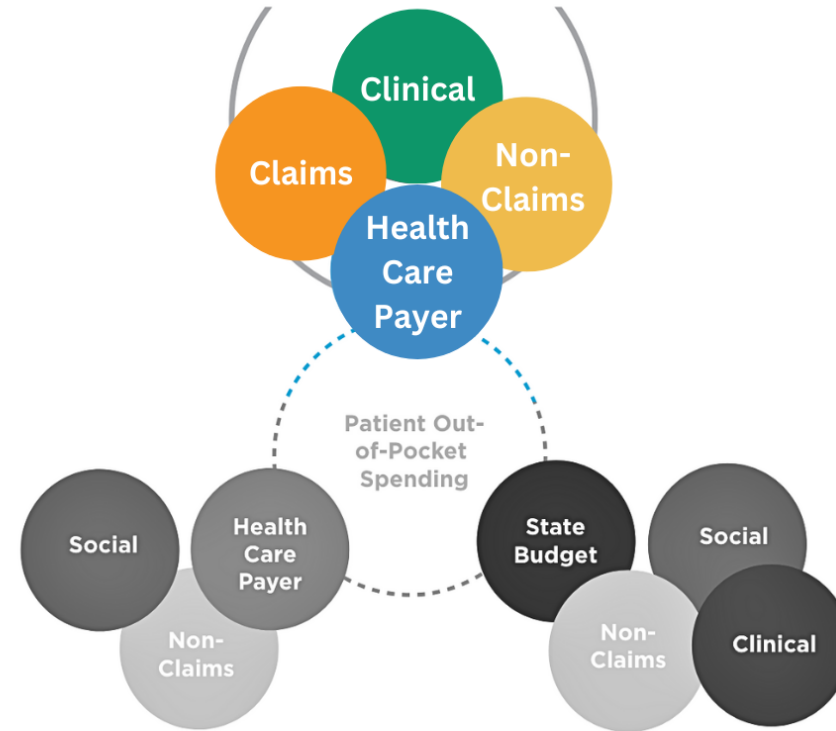 Clinical
Claims
Non-
Claims
Health
Care
Payer
Patient Out-
of-Pocket
Spending
Social
Health
Care
Payer
Non-
Claims
State
Budget
Social
Non-
Claims
Clinical